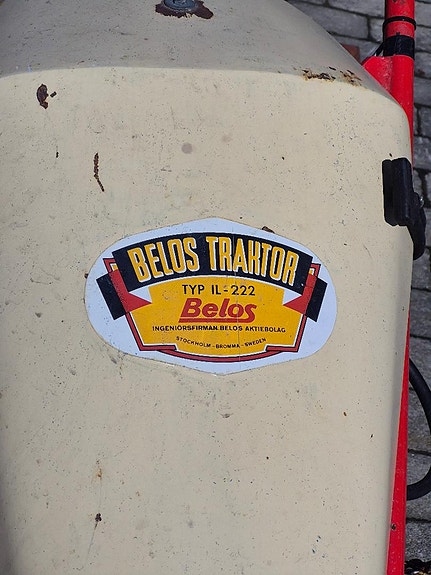 BELOS TRAKTOR
TYP IL-222
Belos
INGENIÖRSFIRMAN BELOS AKTIEBOLAG
STOCKHOLM - BROMMA - SWEDEN